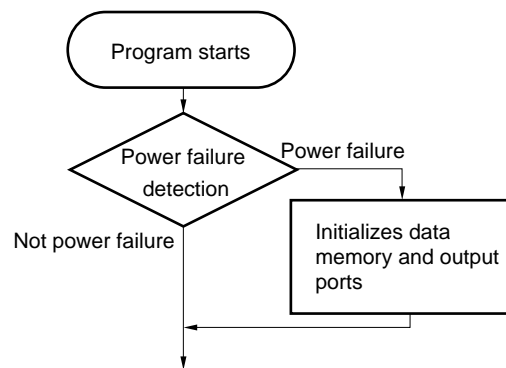 Program starts
Power failure
detection
Power failure
Not power failure
Initializes data
memory and output
ports